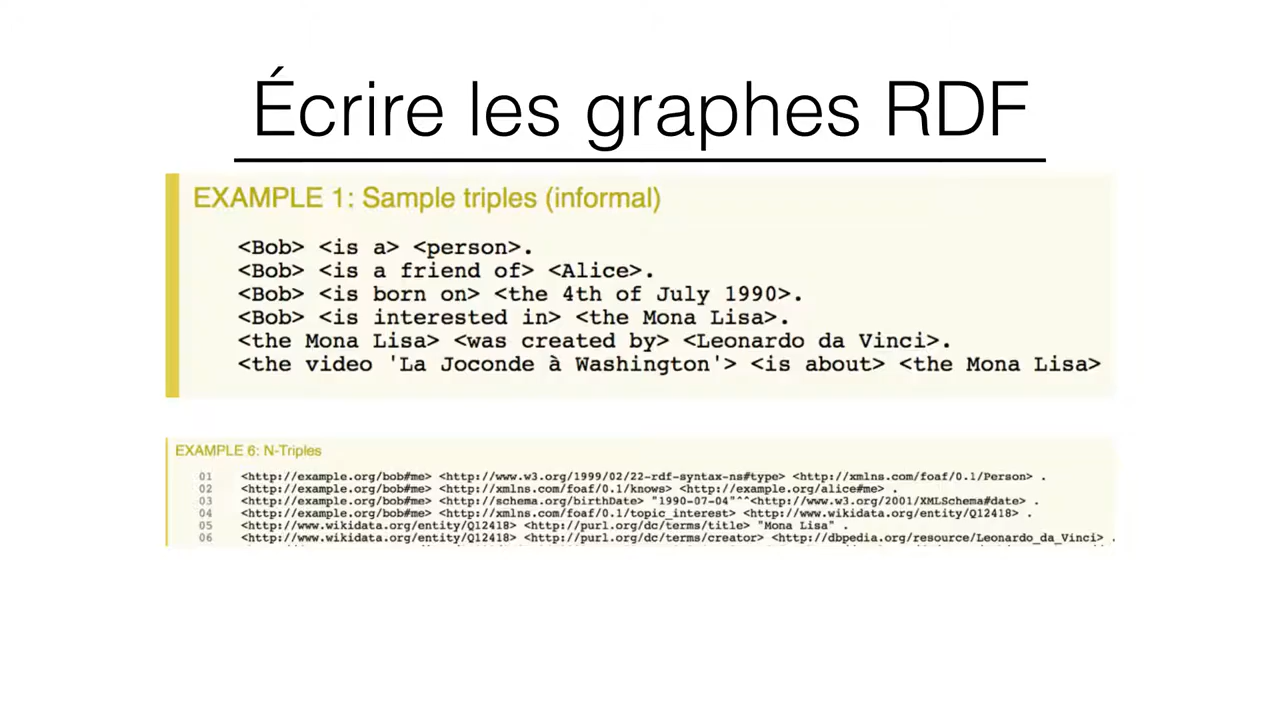 Écrire les graphes RDF
EXAMPLE 1: Sample triples (informal)
<Bob> <is a> <person>.
<Bob> <is a friend of> <Alice>.
<Bob> <is born on> <the 4th of July 1990>.
<Bob> <is interested in> <the Mona Lisa>.
<the Mona Lisa> <was created by> <Leonardo da Vinci>.
<the video 'La Joconde à Washington'> <is about> <the Mona Lisa>
EXAMPLE 6: N-Triples
01 <http://example.org/bob#me> <http://www.w3.org/1999/02/22-rdf-syntax-ns#type> <http://xmlns.com/foaf/0.1/Person> .
02 <http://example.org/bob#me> <http://xmlns.com/foaf/0.1/knows> <http://example.org/alice#me> .
03 <http://example.org/bob#me> <http://schema.org/birthDate> "1990-07-04"^^<http://www.w3.org/2001/XMLSchema#date> .
04 <http://example.org/bob#me> <http://xmlns.com/foaf/0.1/topic_interest> <http://www.wikidata.org/entity/Q12418> .
05 <http://www.wikidata.org/entity/Q12418> <http://purl.org/dc/terms/title> "Mona Lisa" .
06 <http://www.wikidata.org/entity/Q12418> <http://purl.org/dc/terms/creator> <http://dbpedia.org/resource/Leonardo_da_Vinci> .